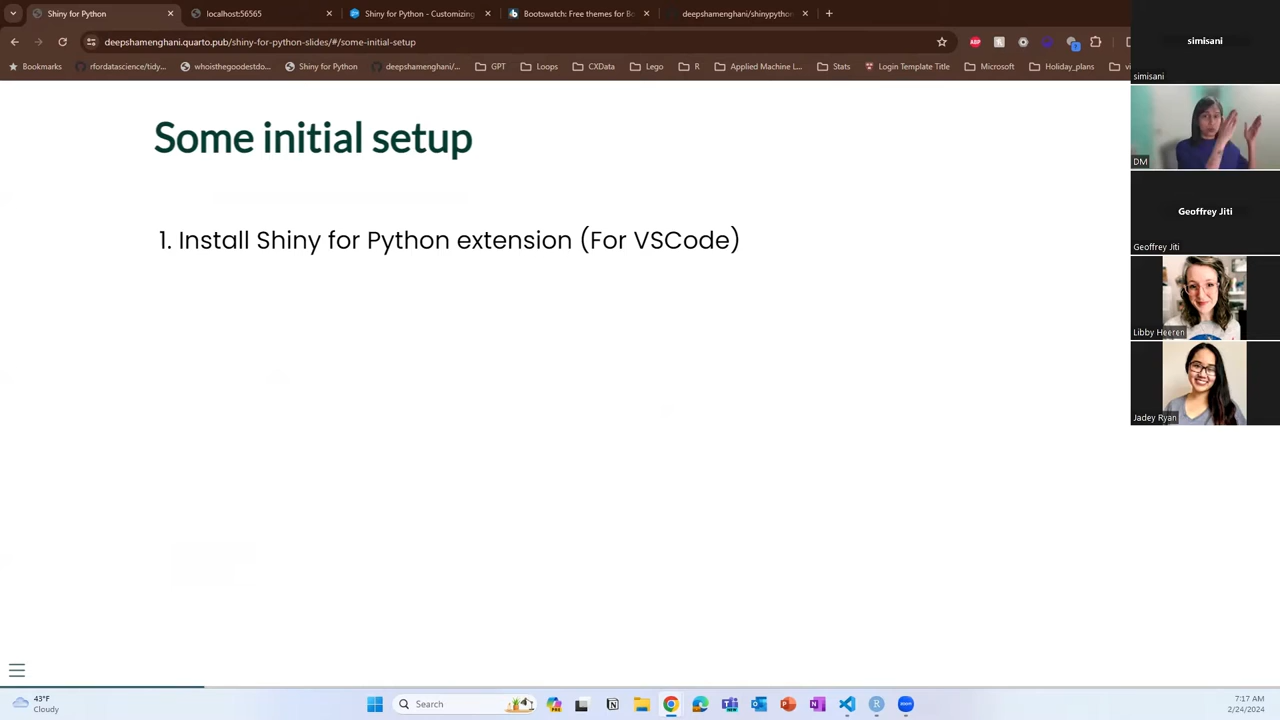 Shiny for Python
localhost:56565
Shiny for Python - Customizing
Bootswatch: Free themes for Bo
deepshamenghani/shinypython
deepshamenghani.quarto.pub/shiny-for-python-slides/#/some-initial-setup
Bookmarks
rfordatascience/tidy...
whoisthegoodestdo...
Shiny for Python
deepshamenghani/...
GPT
Loops
CXData
Lego
R
Applied Machine L...
Stats
Login Template Title
Microsoft
Holiday_plans
Some initial setup
1. Install Shiny for Python extension (For VSCode)
simisani
simisani
DM
Geoffrey Jiti
Geoffrey Jiti
Libby Heeren
Jadey Ryan
43°F
Cloudy
Search
7:17 AM
2/24/2024